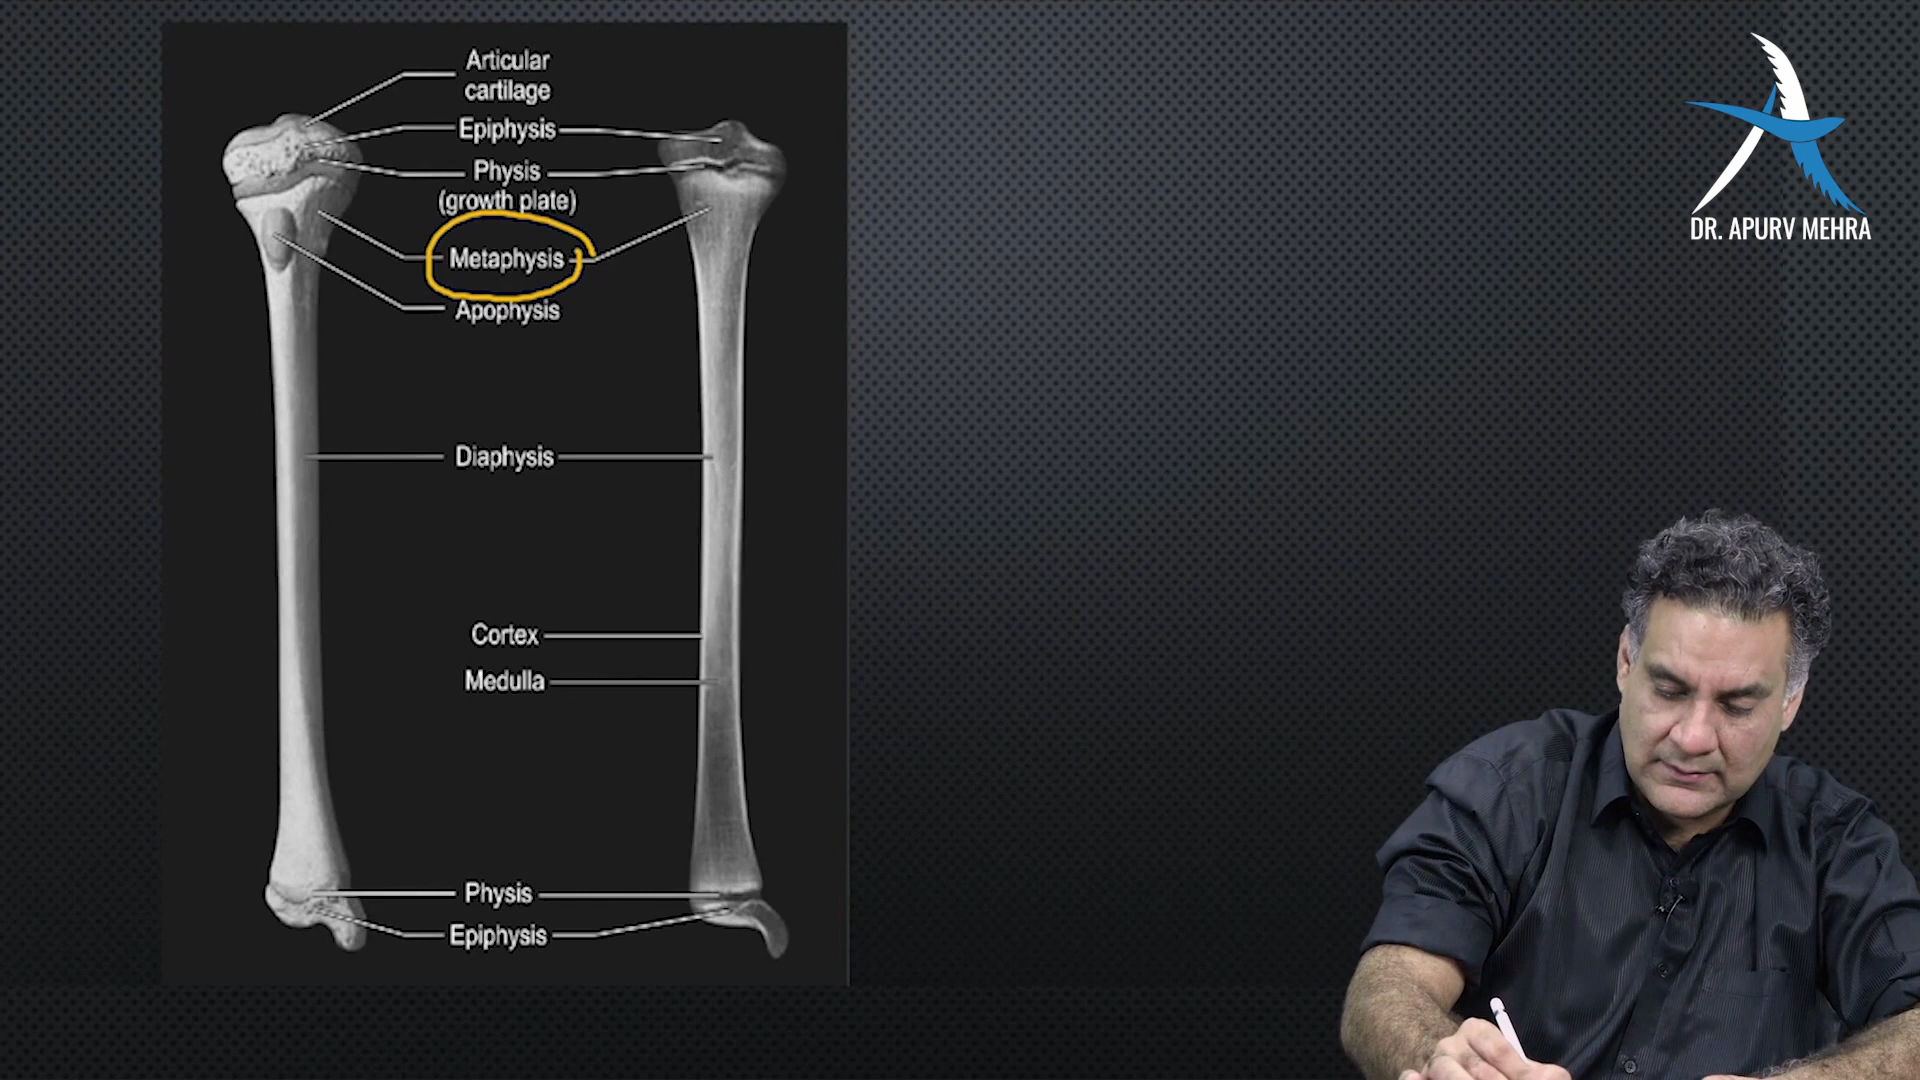 Articular
cartilage
Epiphysis
Physis
(growth plate)
Metaphysis
Apophysis
Diaphysis
Cortex
Medulla
Physis
Epiphysis
DR. APURV MEHRA